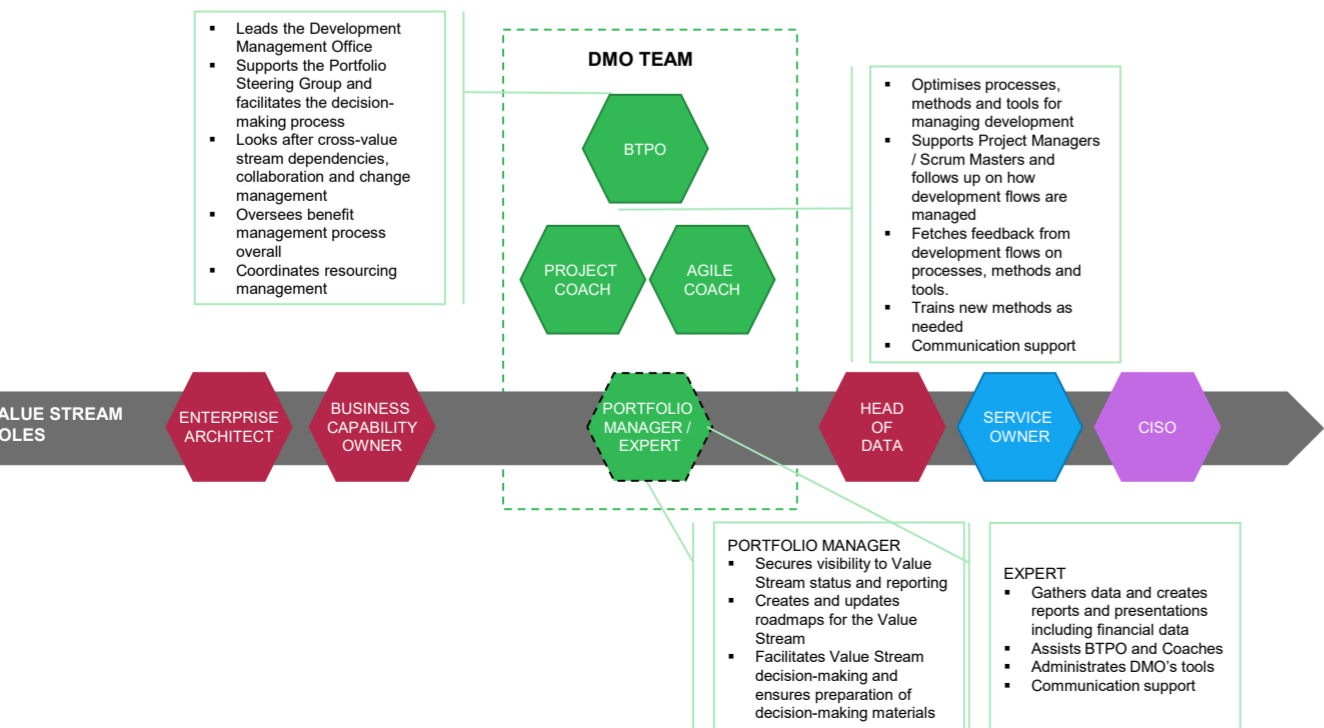 ▪ Leads the Development
Management Office
▪ Supports the Portfolio
Steering Group and
facilitates the decision-
making process
▪ Looks after cross-value
stream dependencies,
collaboration and change
management
▪ Oversees benefit
management process
overall
▪ Coordinates resourcing
management
DMO TEAM
BTPO
PROJECT
COACH
AGILE
COACH
▪ Optimises processes,
methods and tools for
managing development
▪ Supports Project Managers
/ Scrum Masters and
follows up on how
development flows are
managed
▪ Fetches feedback from
development flows on
processes, methods and
tools.
▪ Trains new methods as
needed
▪ Communication support
ALUE STREAM
OLES
ENTERPRISE
ARCHITECT
BUSINESS
CAPABILITY
OWNER
PORTFOLIO
MANAGER /
EXPERT
HEAD
OF
DATA
SERVICE
OWNER
CISO
PORTFOLIO MANAGER
▪ Secures visibility to Value
Stream status and reporting
▪ Creates and updates
roadmaps for the Value
Stream
▪ Facilitates Value Stream
decision-making and
ensures preparation of
decision-making materials
EXPERT
▪ Gathers data and creates
reports and presentations
including financial data
▪ Assists BTPO and Coaches
▪ Administrates DMO's tools
▪ Communication support